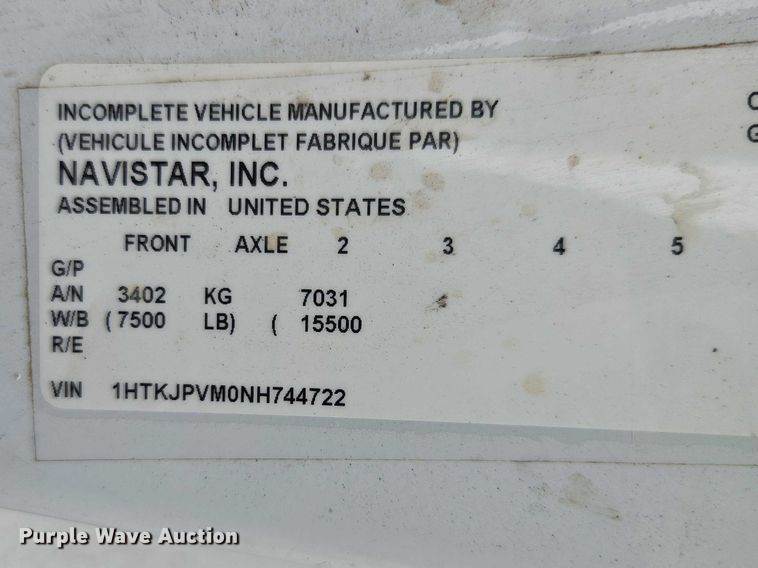 INCOMPLETE VEHICLE MANUFACTURED BY
(VEHICULE INCOMPLET FABRIQUE PAR)
NAVISTAR, INC.
ASSEMBLED IN UNITED STATES
FRONT AXLE 2 3 4 5
G/P
A/N 3402 KG 7031
W/B (7500 LB) ( 15500
R/E
VIN 1HTKJPVM0NH744722
Purple Wave Auction